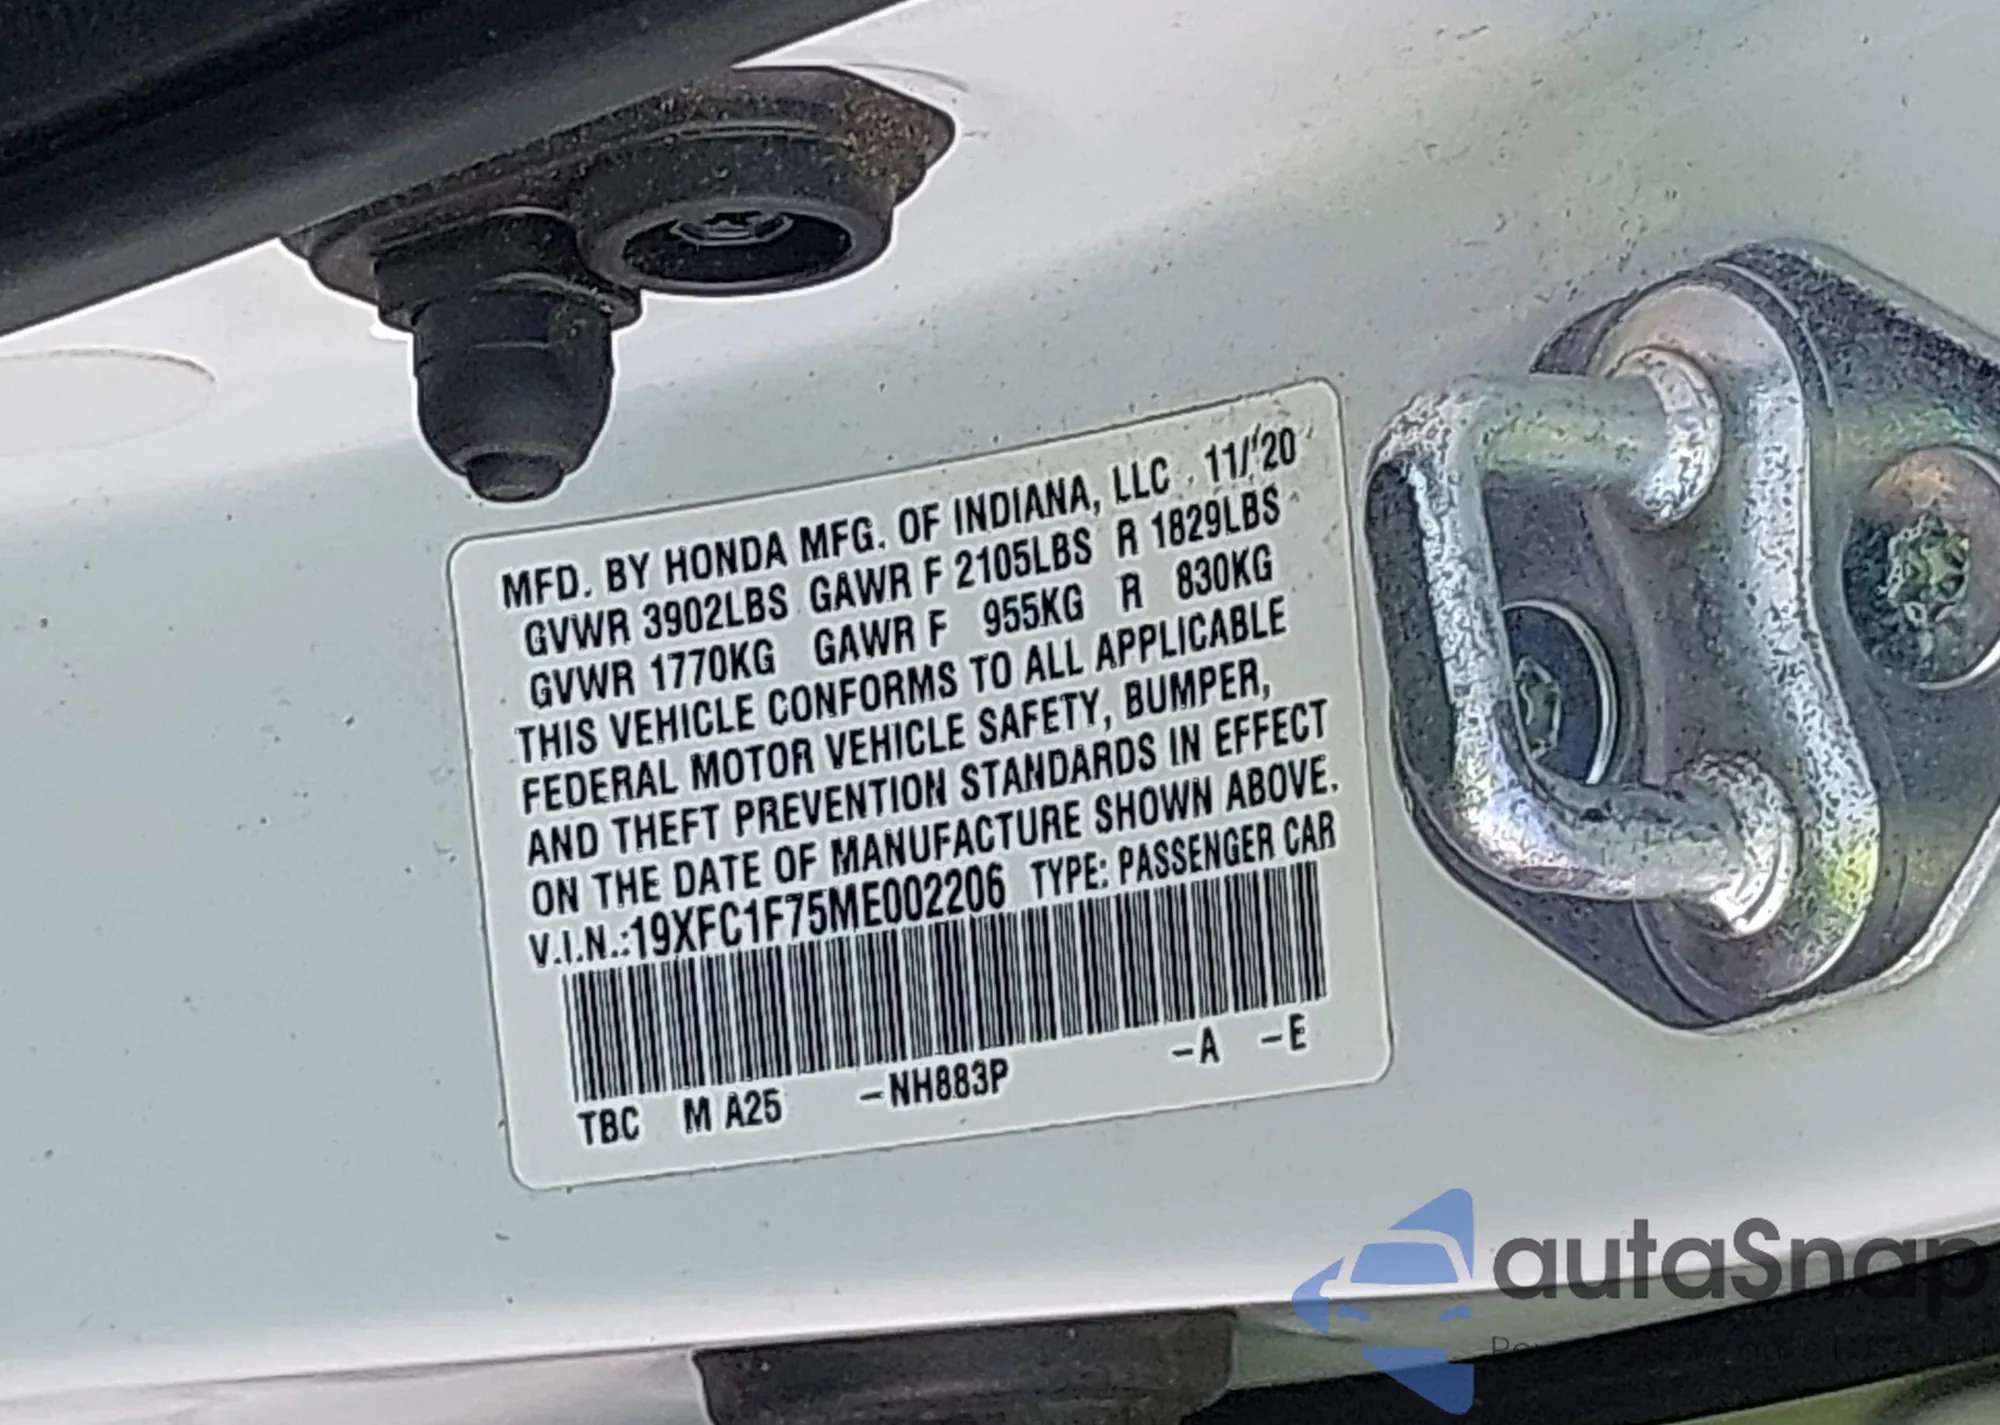 MFD. BY HONDA MFG. OF INDIANA, LLC 11/'20
GVWR 3902LBS GAWR F 2105LBS R 1829LBS
GVWR 1770KG GAWR F 955KG R 830KG
THIS VEHICLE CONFORMS TO ALL APPLICABLE
FEDERAL MOTOR VEHICLE SAFETY, BUMPER,
AND THEFT PREVENTION STANDARDS IN EFFECT
ON THE DATE OF MANUFACTURE SHOWN ABOVE.
V.I.N.:19XFC1F75ME002206 TYPE: PASSENGER CAR
TBC M A25 -NH883P -A -E
autaSnap